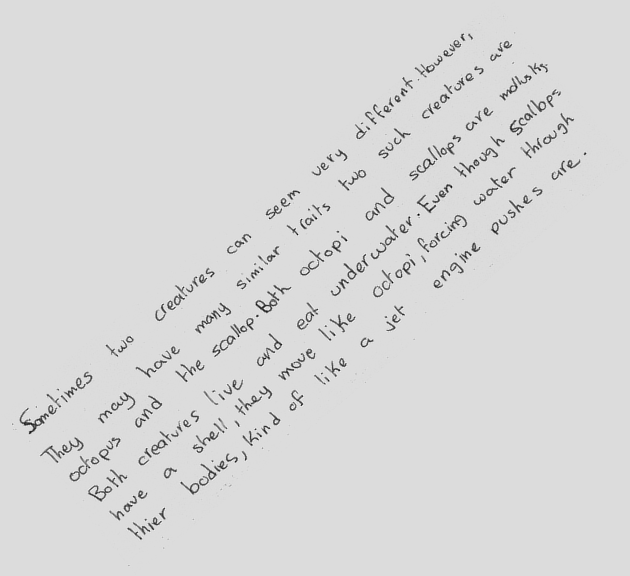 Sometimes two creatures can seem very different. However,
They may have many similar traits two such creatures are
octopus and the scallop. Both octopi and scallops are mollusks,
Both creatures live and eat underwater. Even though scallops
have a shell, they move like octopi, forcing water through
thier bodies, Kind of like a jet engine pushes are.